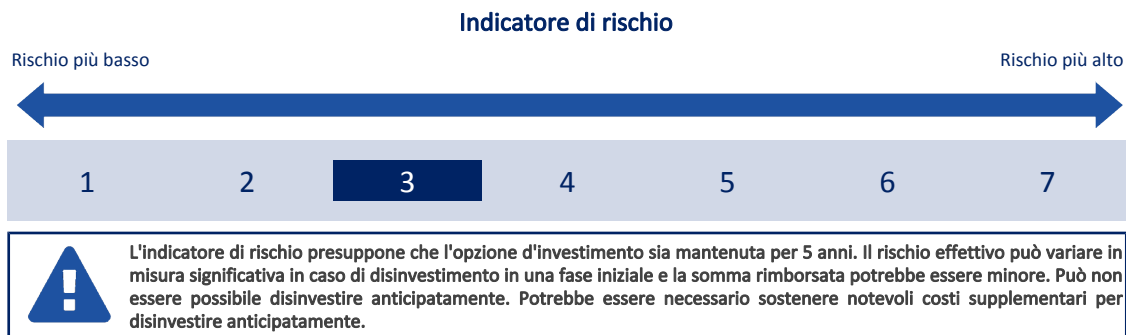 Indicatore di rischio
Rischio più basso Rischio più alto
1 2 3 4 5 6 7
L'indicatore di rischio presuppone che l'opzione d'investimento sia mantenuta per 5 anni. Il rischio effettivo può variare in
misura significativa in caso di disinvestimento in una fase iniziale e la somma rimborsata potrebbe essere minore. Può non
essere possibile disinvestire anticipatamente. Potrebbe essere necessario sostenere notevoli costi supplementari per
disinvestire anticipatamente.